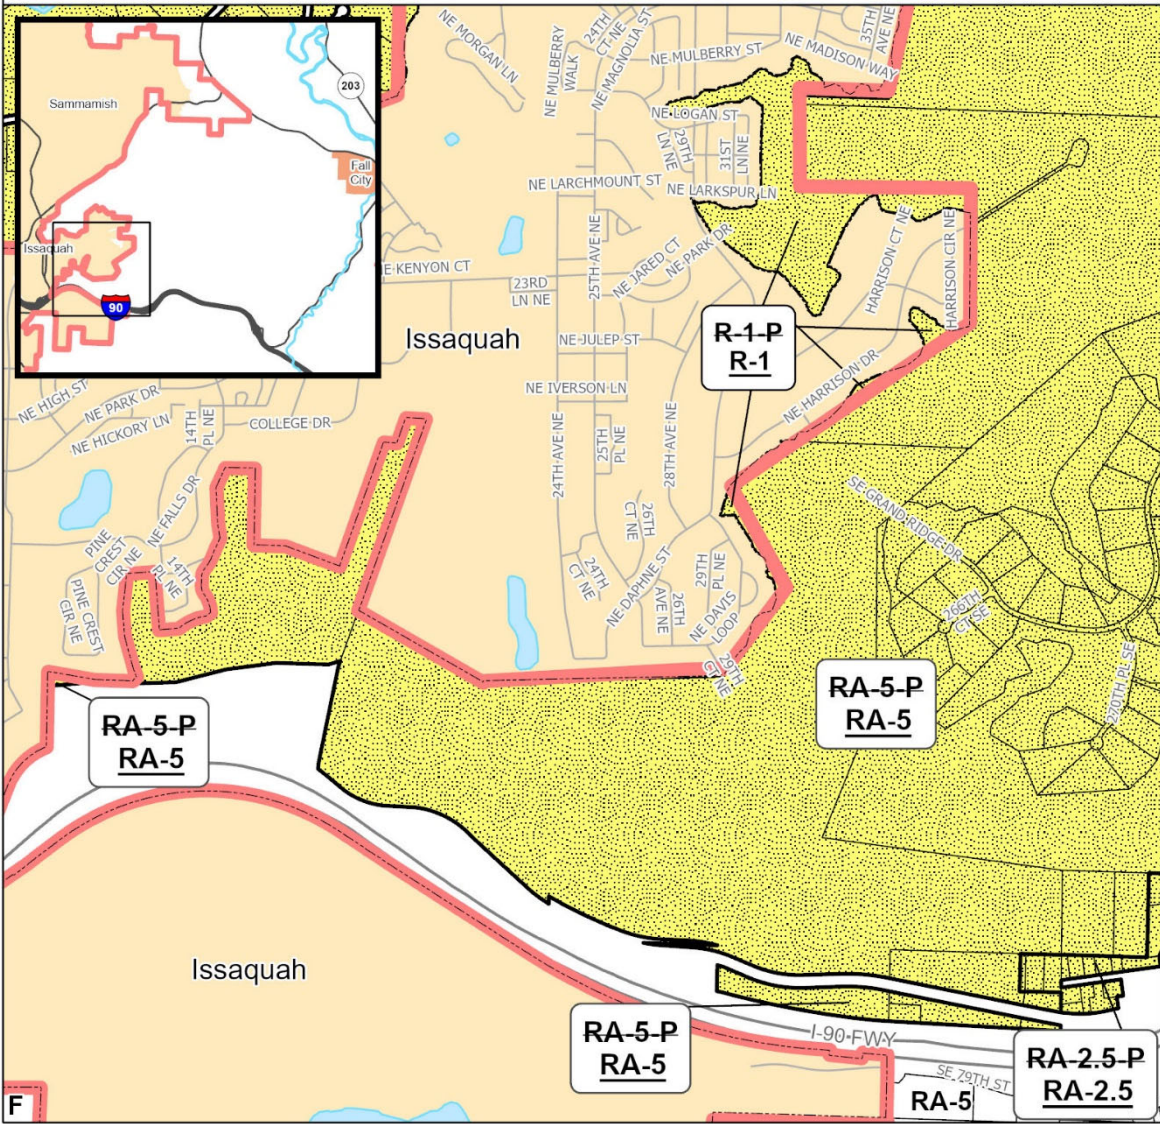 Sammamish
203
Fall
City
Issaquah
90
NE MORGAN LN
NE MULBERRY
WALK
24TH
CT NE
NE MAGNOLIA ST
NE MULBERRY ST
NE MADISON WAY
35TH
AVE NE
NE LOGAN ST
29TH
LN NE
31ST
LN NE
NE LARCHMOUNT ST
NE LARKSPUR LN
25TH AVE NE
NE JARED CT
NE PARK DR
HARRISON CT NE
HARRISON CIR NE
E KENYON CT
23RD
LN NE
Issaquah
NE JULEP ST
R-1-P
R-1
NE IVERSON LN
NE HARRISON DR
NE HIGH ST
NE PARK DR
NE HICKORY LN
14TH
PL NE
COLLEGE DR
24TH AVE NE
25TH
PL NE
28TH AVE NE
NE FALLS DR
26TH
CT NE
SE GRAND RIDGE DR
PINE
CREST
CIR NE
14TH
PL NE
PINE CREST
CIR NE
24TH
CT NE
NE DAPHNE ST
26TH
AVE NE
29TH
PL NE
NE DAVIS
LOOP
29TH
CT NE
266TH
CT SE
270TH PL SE
RA-5-P
RA-5
RA-5-P
RA-5
Issaquah
RA-5-P
RA-5
I-90 FWY
SE 79TH ST
RA-5
RA-2.5-P
RA-2.5
F